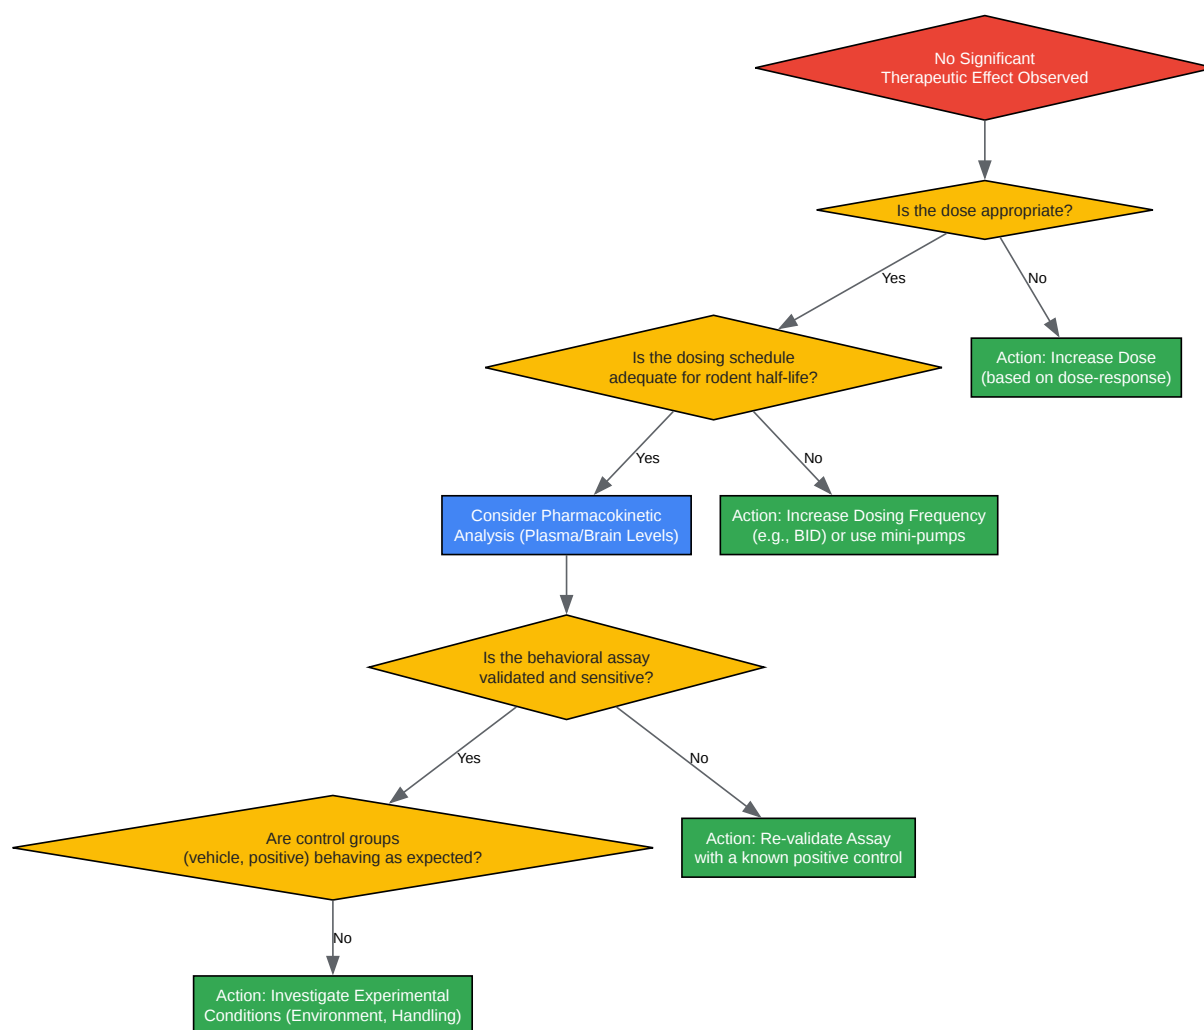 No Significant
Therapeutic Effect Observed
Is the dose appropriate?
Yes
No
Is the dosing schedule
adequate for rodent half-life?
Action: Increase Dose
(based on dose-response)
Yes
No
Consider Pharmacokinetic
Analysis (Plasma/Brain Levels)
Action: Increase Dosing Frequency
(e.g., BID) or use mini-pumps
Is the behavioral assay
validated and sensitive?
Yes
No
Are control groups
(vehicle, positive) behaving as expected?
Action: Re-validate Assay
with a known positive control
No
Action: Investigate Experimental
Conditions (Environment, Handling)